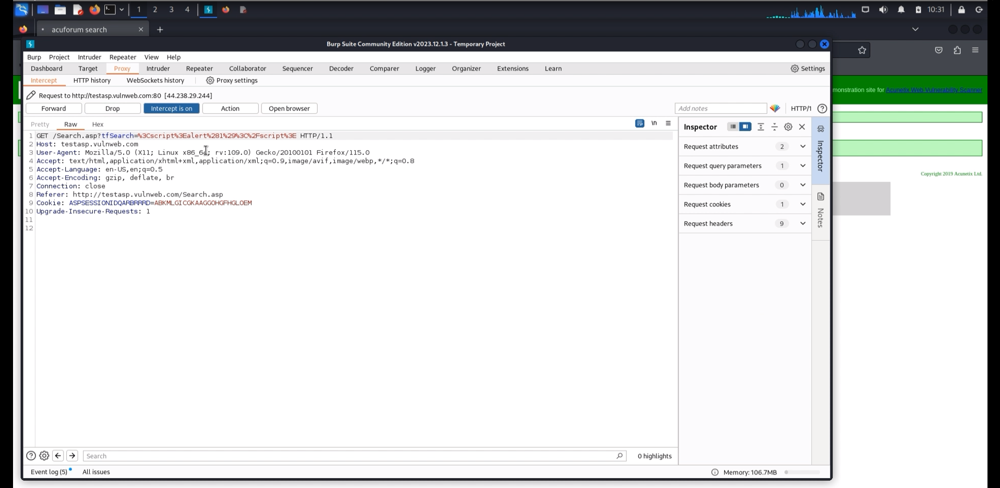 1 2 3 4 10:31
acuforum search
Burp Suite Community Edition v2023.12.1.3 - Temporary Project
Burp Project Intruder Repeater View Help
Dashboard Target Proxy Intruder Repeater Collaborator Sequencer Decoder Comparer Logger Organizer Extensions Learn Settings
Intercept HTTP history WebSockets history Proxy settings
monstration site for Acunetix Web Vulnerability Scanner
Request to http://testasp.vulnweb.com:80 [44.238.29.244]
Forward Drop Intercept is on Action Open browser Add notes HTTP/1
Pretty Raw Hex \n
1 GET /Search.asp?tfSearch=%3Cscript%3Ealert%281%29%3C%2Fscript%3E HTTP/1.1
2 Host: testasp.vulnweb.com
3 User-Agent: Mozilla/5.0 (X11; Linux x86_64; rv:109.0) Gecko/20100101 Firefox/115.0
4 Accept: text/html,application/xhtml+xml,application/xml;q=0.9,image/avif,image/webp,*/*;q=0.8
5 Accept-Language: en-US,en;q=0.5
6 Accept-Encoding: gzip, deflate, br
7 Connection: close
8 Referer: http://testasp.vulnweb.com/Search.asp
9 Cookie: ASPSESSIONIDQARBRRRD=ABKMLGICGKAAGGOHGFHGLOEM
10 Upgrade-Insecure-Requests: 1
11
12
Inspector
Request attributes 2
Request query parameters 1
Request body parameters 0
Request cookies 1
Request headers 9
Inspector
Notes
Copyright 2019 Acunetix Ltd.
Search 0 highlights
Event log (5) All issues Memory: 106.7MB